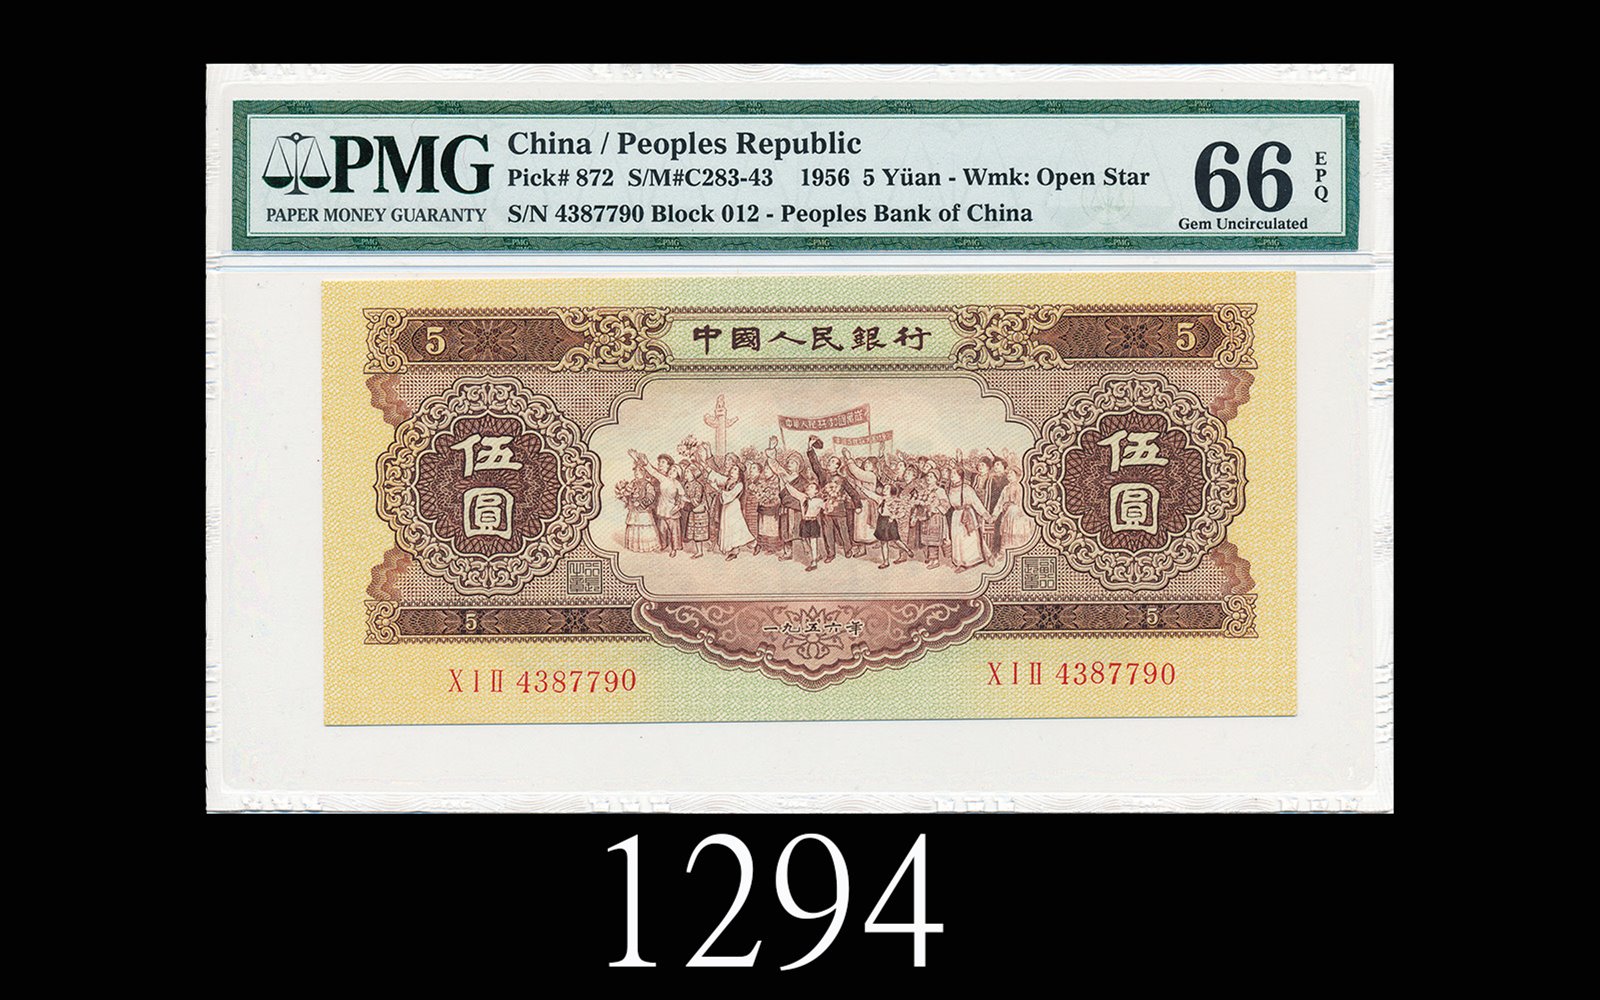 PMG
PAPER MONEY GUARANTY
China / Peoples Republic
Pick# 872 S/M#C283-43 1956 5 Yüan - Wmk: Open Star
S/N 4387790 Block 012 - Peoples Bank of China
66
EPQ
Gem Uncirculated
5 中國人民銀行 5
伍圓 伍圓
5 一九五六年 5
X I II 4387790 X I II 4387790
1294